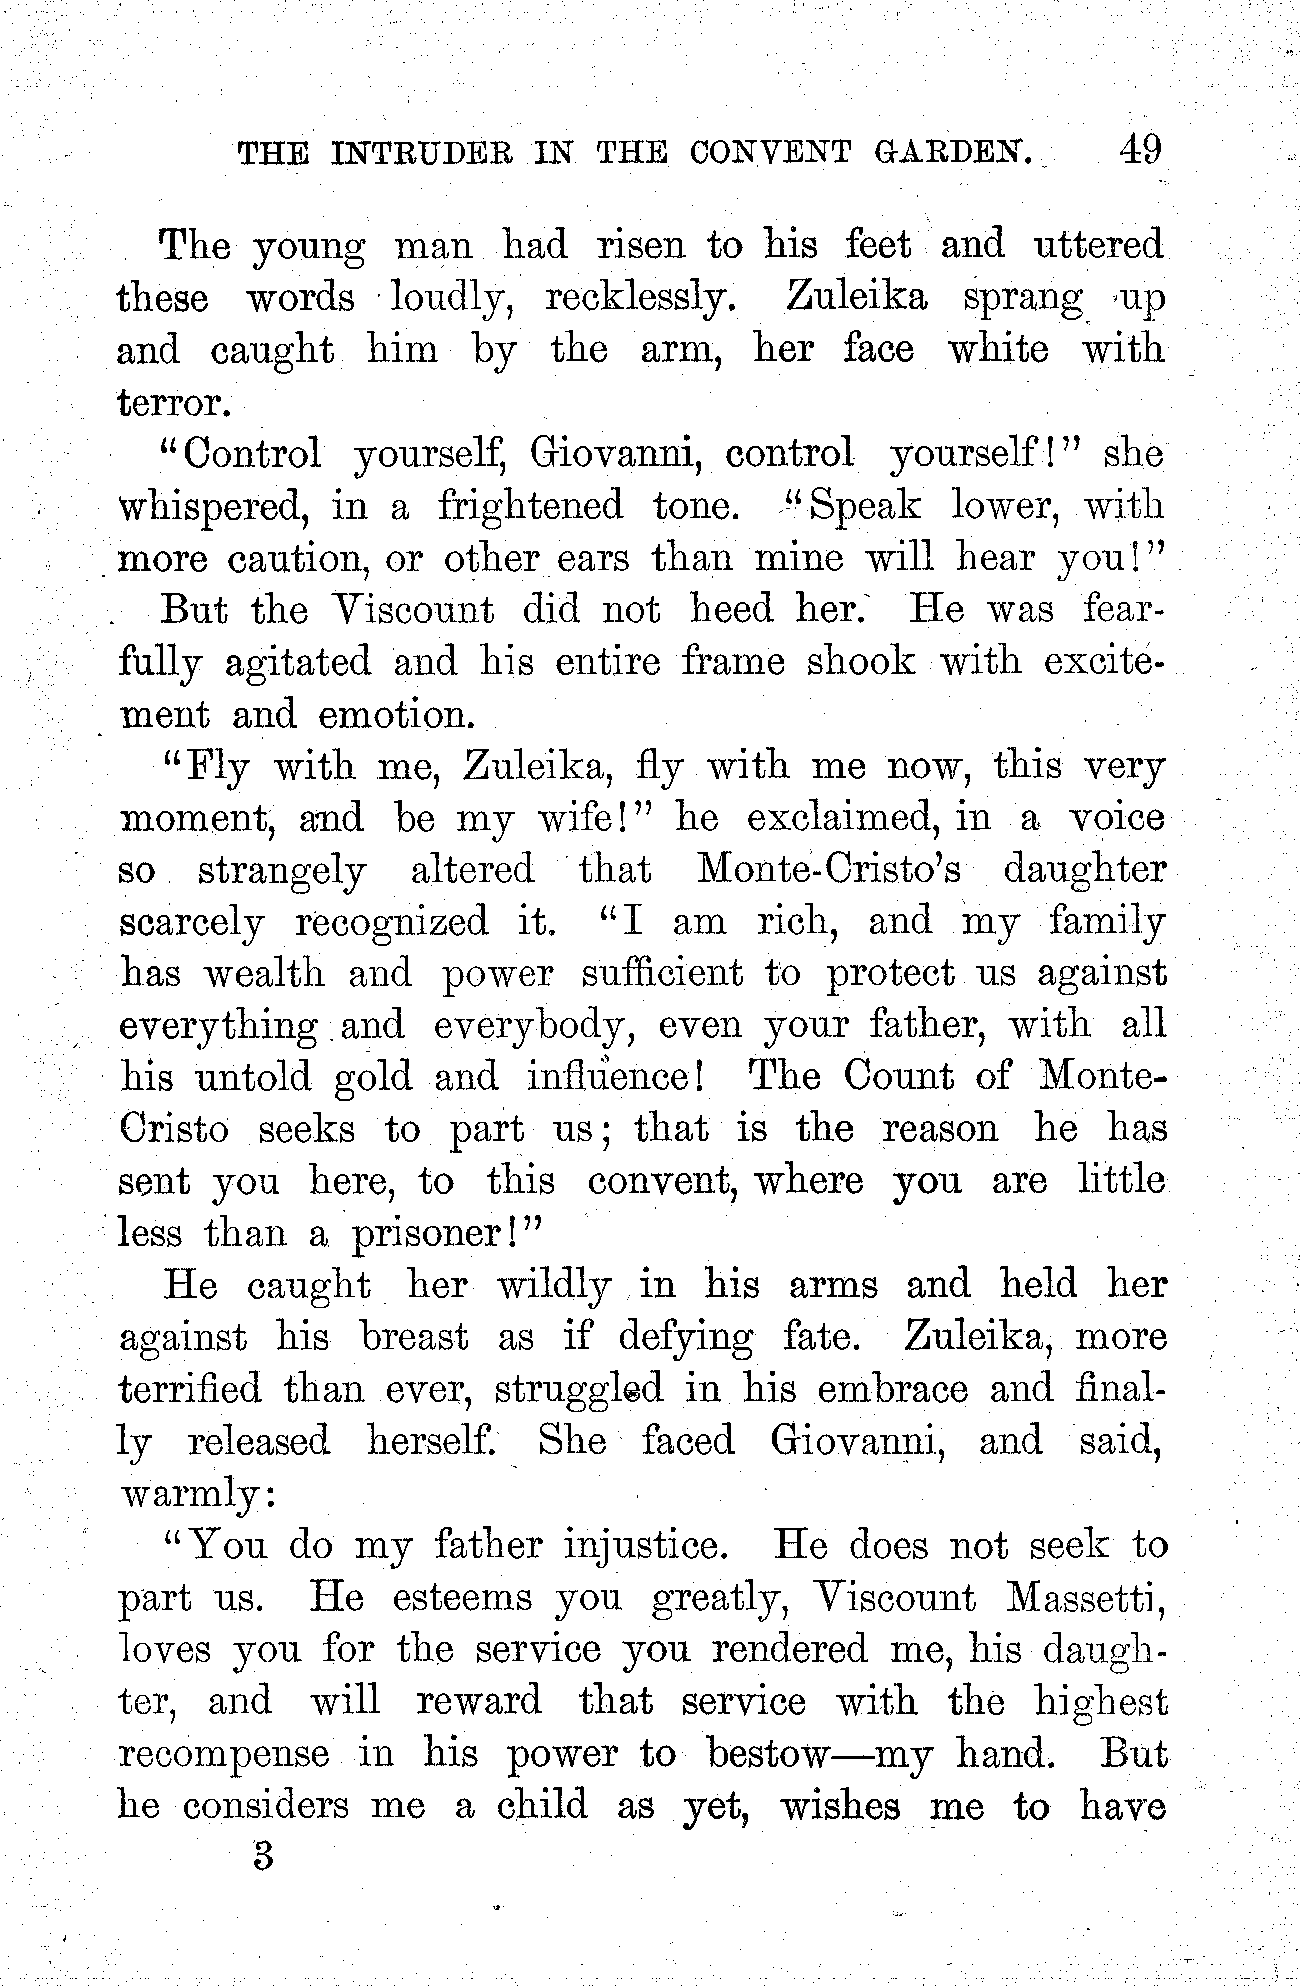 THE INTRUDER IN THE CONVENT GARDEN. 49
The young man had risen to his feet and uttered
these words loudly, recklessly. Zuleika sprang up
and caught him by the arm, her face white with
terror.
“Control yourself, Giovanni, control yourself!” she
whispered, in a frightened tone. “Speak lower, with
more caution, or other ears than mine will hear you!”
But the Viscount did not heed her. He was fear-
fully agitated and his entire frame shook with excite-
ment and emotion.
“Fly with me, Zuleika, fly with me now, this very
moment, and be my wife!” he exclaimed, in a voice
so strangely altered that Monte-Cristo’s daughter
scarcely recognized it. “I am rich, and my family
has wealth and power sufficient to protect us against
everything and everybody, even your father, with all
his untold gold and influence! The Count of Monte-
Cristo seeks to part us; that is the reason he has
sent you here, to this convent, where you are little
less than a prisoner!”
He caught her wildly in his arms and held her
against his breast as if defying fate. Zuleika, more
terrified than ever, struggled in his embrace and final-
ly released herself. She faced Giovanni, and said,
warmly:
“You do my father injustice. He does not seek to
part us. He esteems you greatly, Viscount Massetti,
loves you for the service you rendered me, his daugh-
ter, and will reward that service with the highest
recompense in his power to bestow—my hand. But
he considers me a child as yet, wishes me to have
3